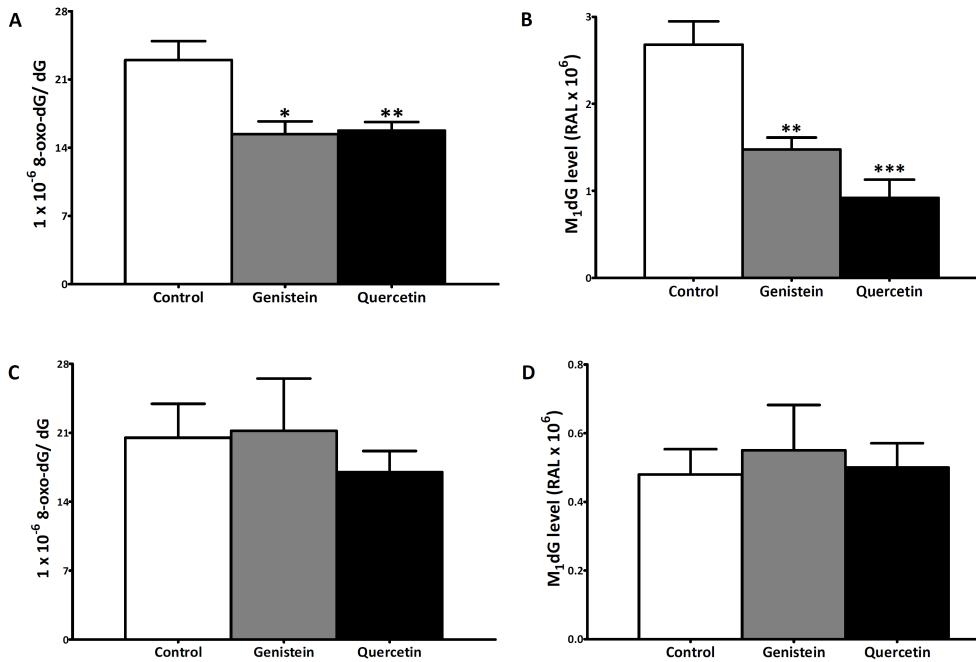 A
1 x 10⁻⁶ 8-oxo-dG/ dG
28
21
14
7
0
*
**
Control Genistein Quercetin
B
M₁dG level (RAL x 10⁶)
3
2
1
0
**
***
Control Genistein Quercetin
C
1 x 10⁻⁶ 8-oxo-dG/ dG
28
21
14
7
0
Control Genistein Quercetin
D
M₁dG level (RAL x 10⁶)
0.8
0.6
0.4
0.2
0.0
Control Genistein Quercetin